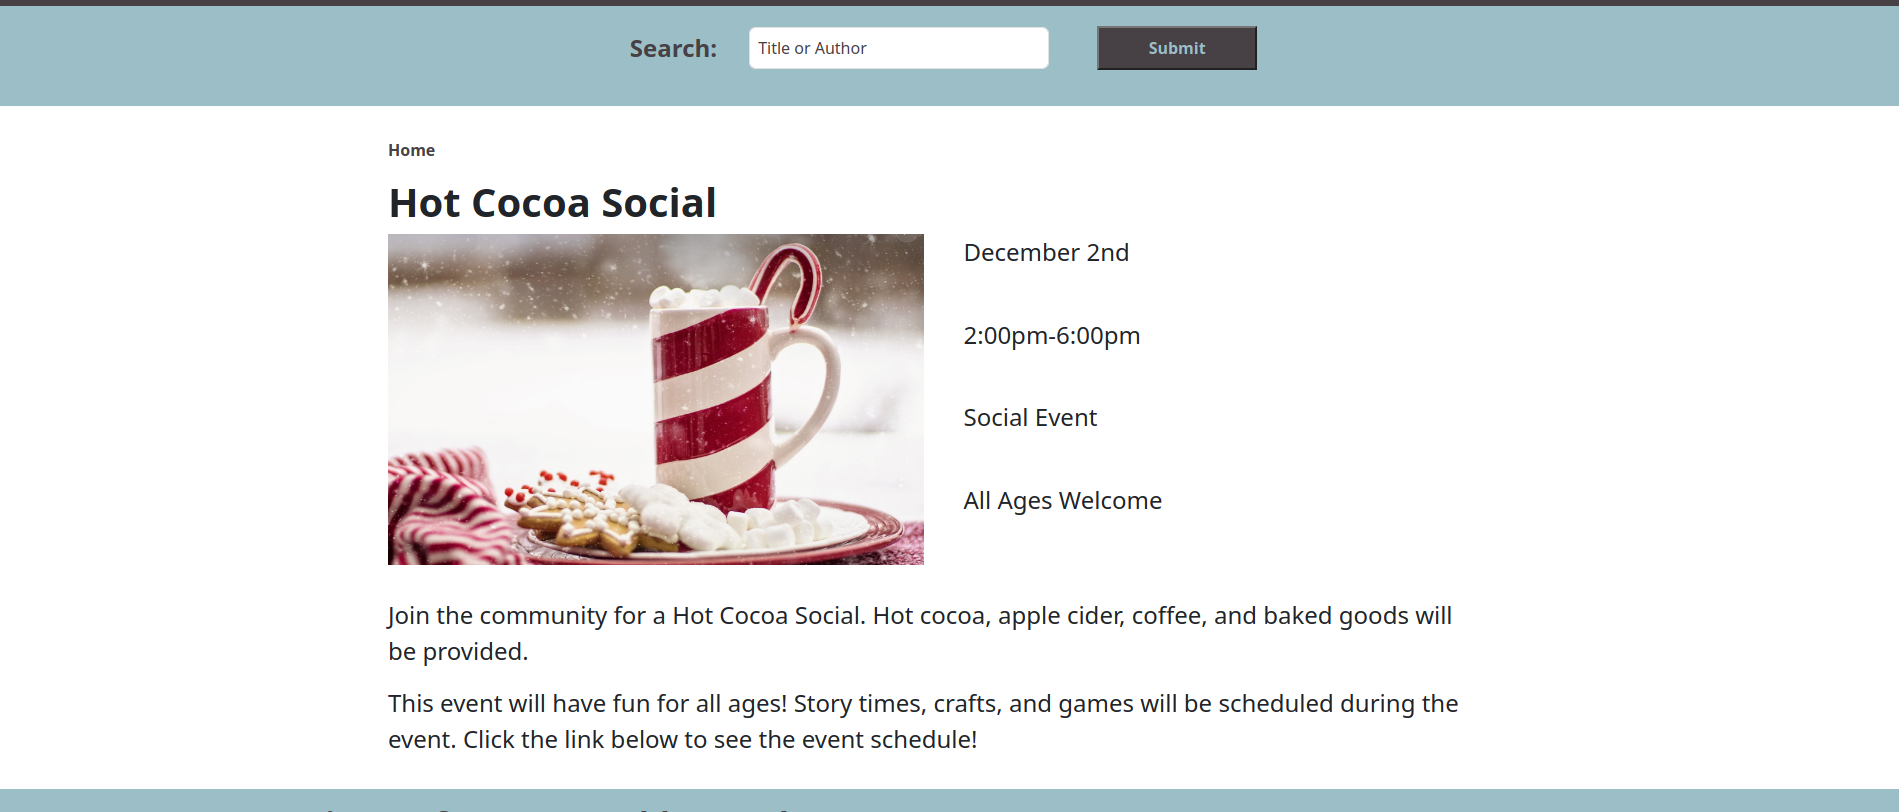 Search:
Title or Author
Submit
Home
Hot Cocoa Social
December 2nd
2:00pm-6:00pm
Social Event
All Ages Welcome
Join the community for a Hot Cocoa Social. Hot cocoa, apple cider, coffee, and baked goods will
be provided.
This event will have fun for all ages! Story times, crafts, and games will be scheduled during the
event. Click the link below to see the event schedule!